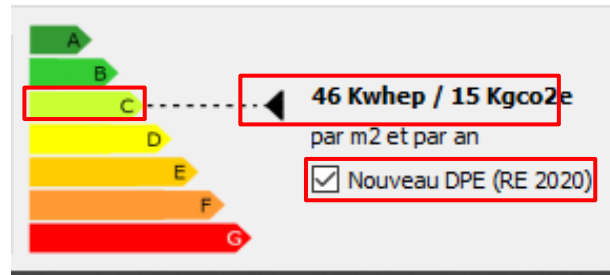 A
B
C
D
E
F
G
46 Kwhep / 15 Kgco2e
par m2 et par an
Nouveau DPE (RE 2020)